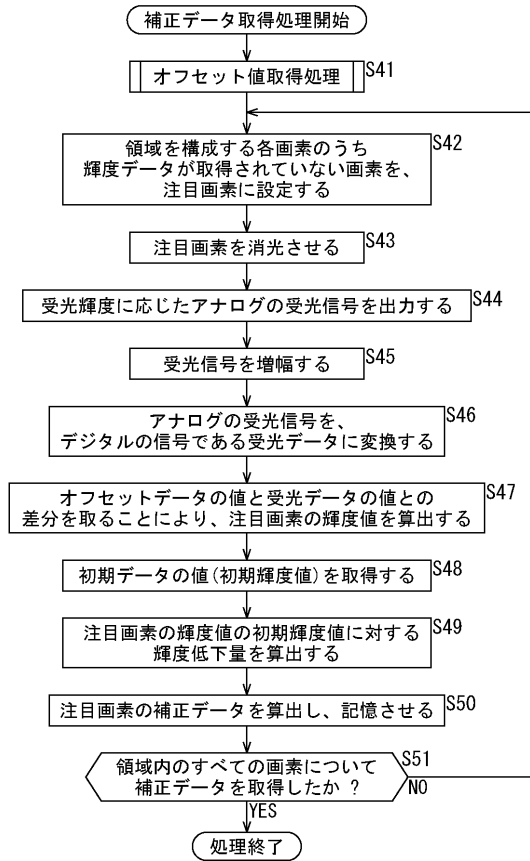 補正データ取得処理開始
オフセット値取得処理
S41
領域を構成する各画素のうち
輝度データが取得されていない画素を、
注目画素に設定する
S42
注目画素を消光させる
S43
受光輝度に応じたアナログの受光信号を出力する
S44
受光信号を増幅する
S45
アナログの受光信号を、
デジタルの信号である受光データに変換する
S46
オフセットデータの値と受光データの値との
差分を取ることにより、注目画素の輝度値を算出する
S47
初期データの値(初期輝度値)を取得する
S48
注目画素の輝度値の初期輝度値に対する
輝度低下量を算出する
S49
注目画素の補正データを算出し、記憶させる
S50
領域内のすべての画素について
補正データを取得したか ?
S51
NO
YES
処理終了